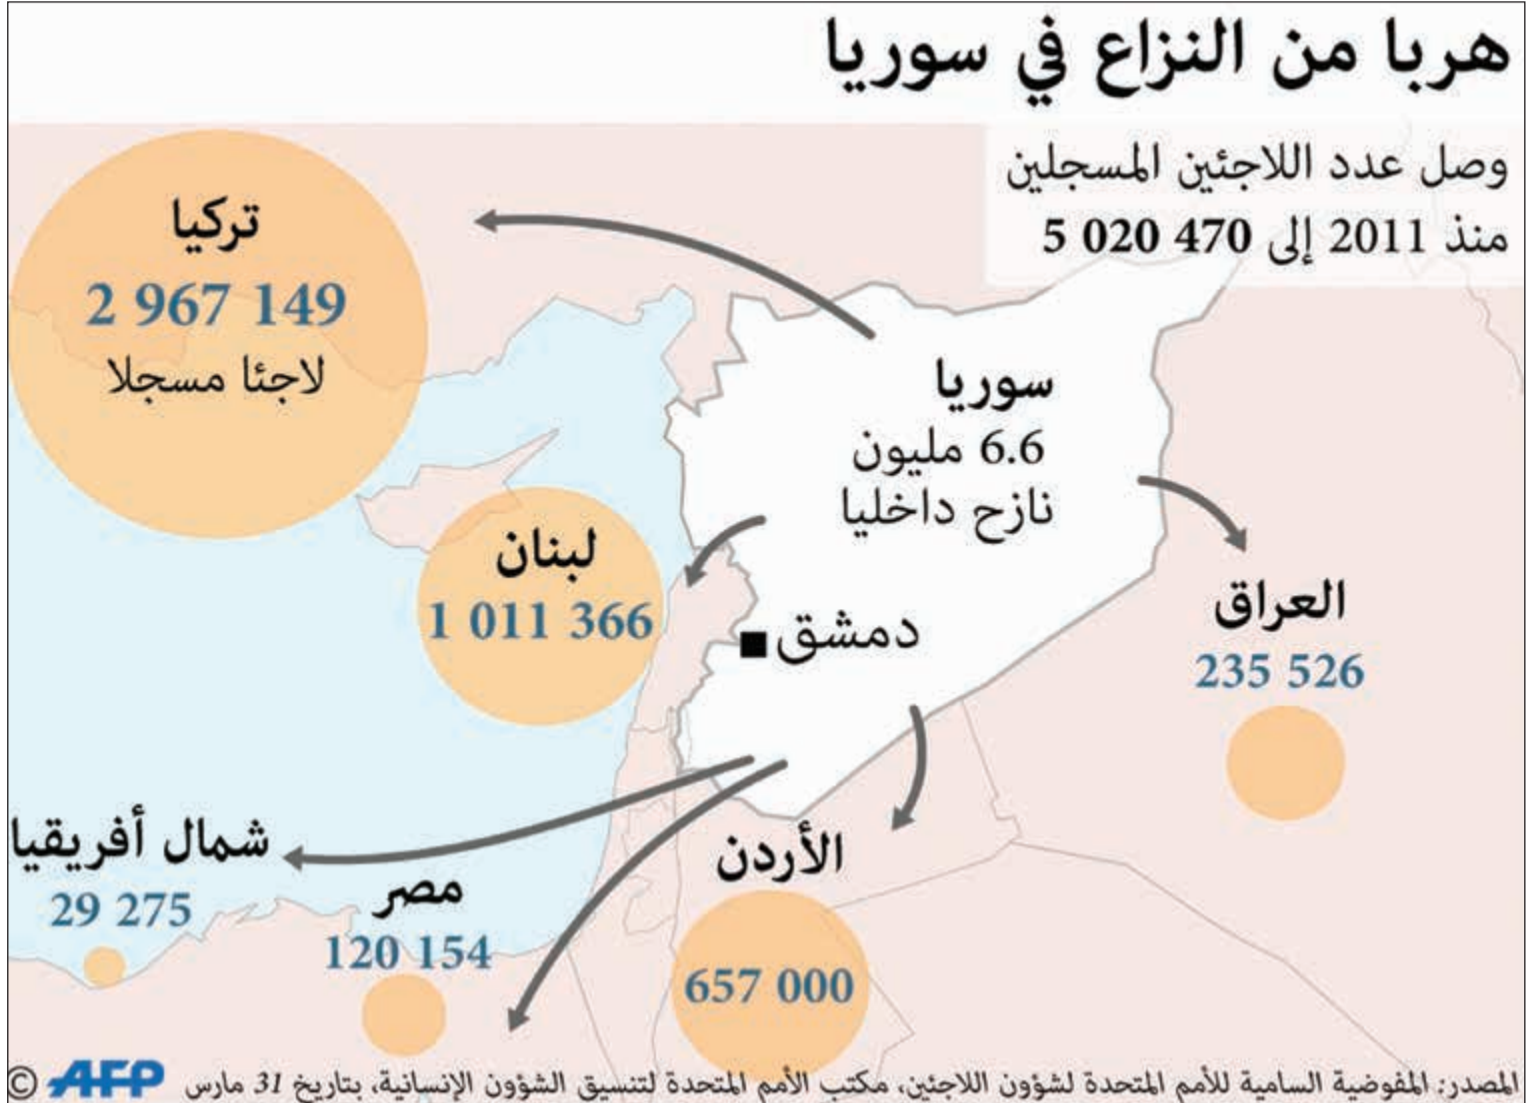 هربا من النزاع في سوريا
وصل عدد اللاجئين المسجلين
منذ 2011 إلى 5 020 470
تركيا
2 967 149
لاجئا مسجلا
سوريا
6.6 مليون
نازح داخليا
لبنان
1 011 366
دمشق
العراق
235 526
شمال أفريقيا
29 275
مصر
120 154
الأردن
657 000
المصدر: المفوضية السامية للأمم المتحدة لشؤون اللاجئين، مكتب الأمم المتحدة لتنسيق الشؤون الإنسانية، بتاريخ 31 مارس
AFP ©